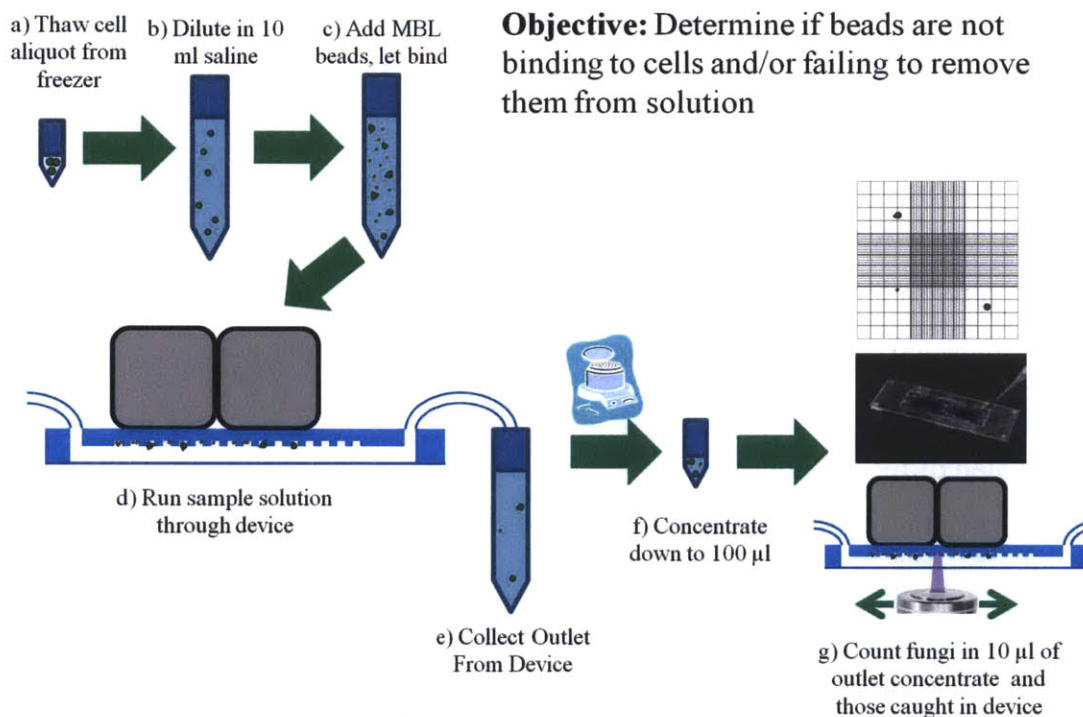 a) Thaw cell
aliquot from
freezer
b) Dilute in 10
ml saline
c) Add MBL
beads, let bind
Objective: Determine if beads are not
binding to cells and/or failing to remove
them from solution
d) Run sample solution
through device
e) Collect Outlet
From Device
f) Concentrate
down to 100 µl
g) Count fungi in 10 µl of
outlet concentrate and
those caught in device